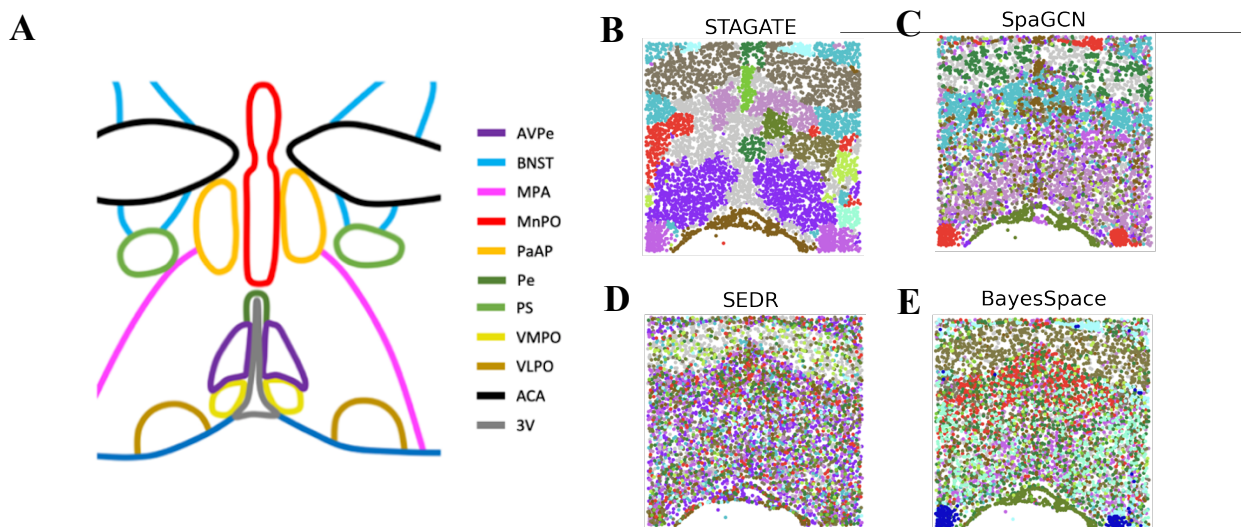 A
AVPe
BNST
MPA
MnPO
PaAP
Pe
PS
VMPO
VLPO
ACA
3V
B
STAGATE
C
SpaGCN
D
SEDR
E
BayesSpace